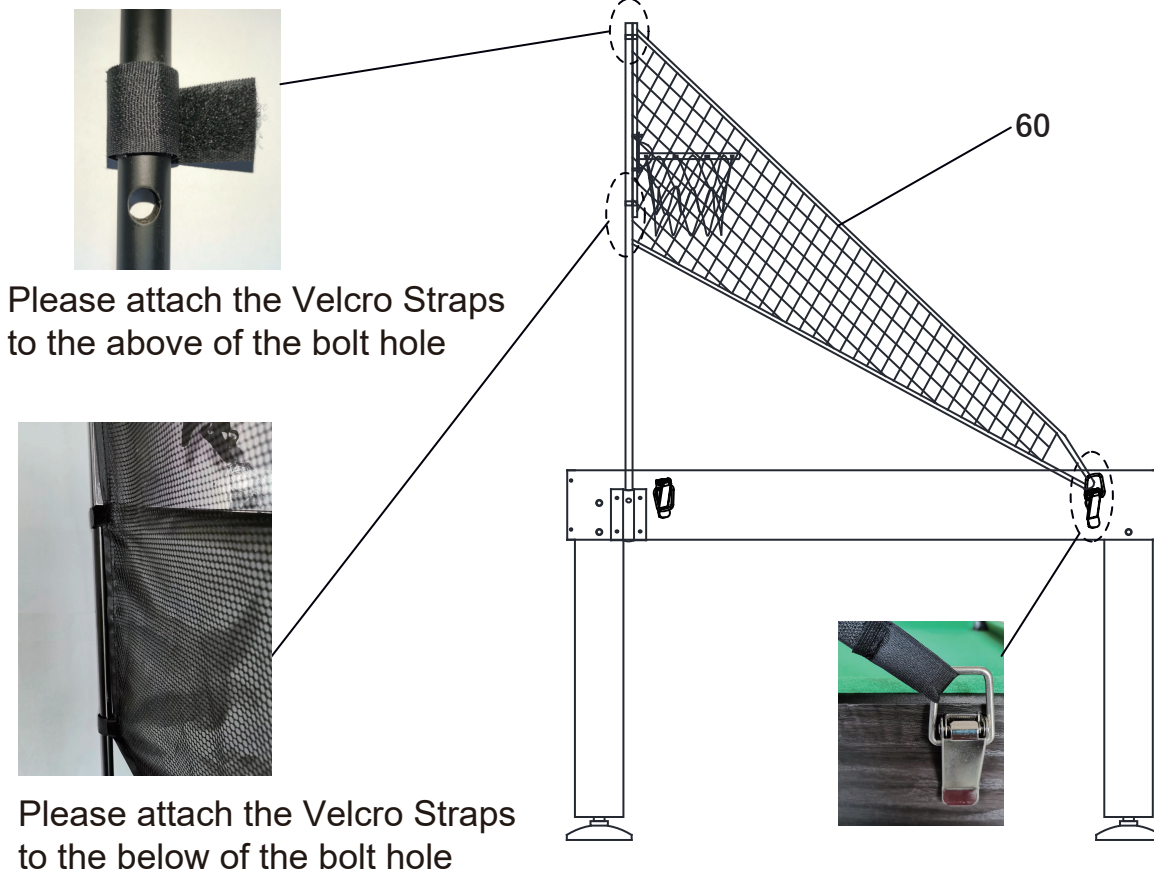 60
Please attach the Velcro Straps
to the above of the bolt hole
Please attach the Velcro Straps
to the below of the bolt hole